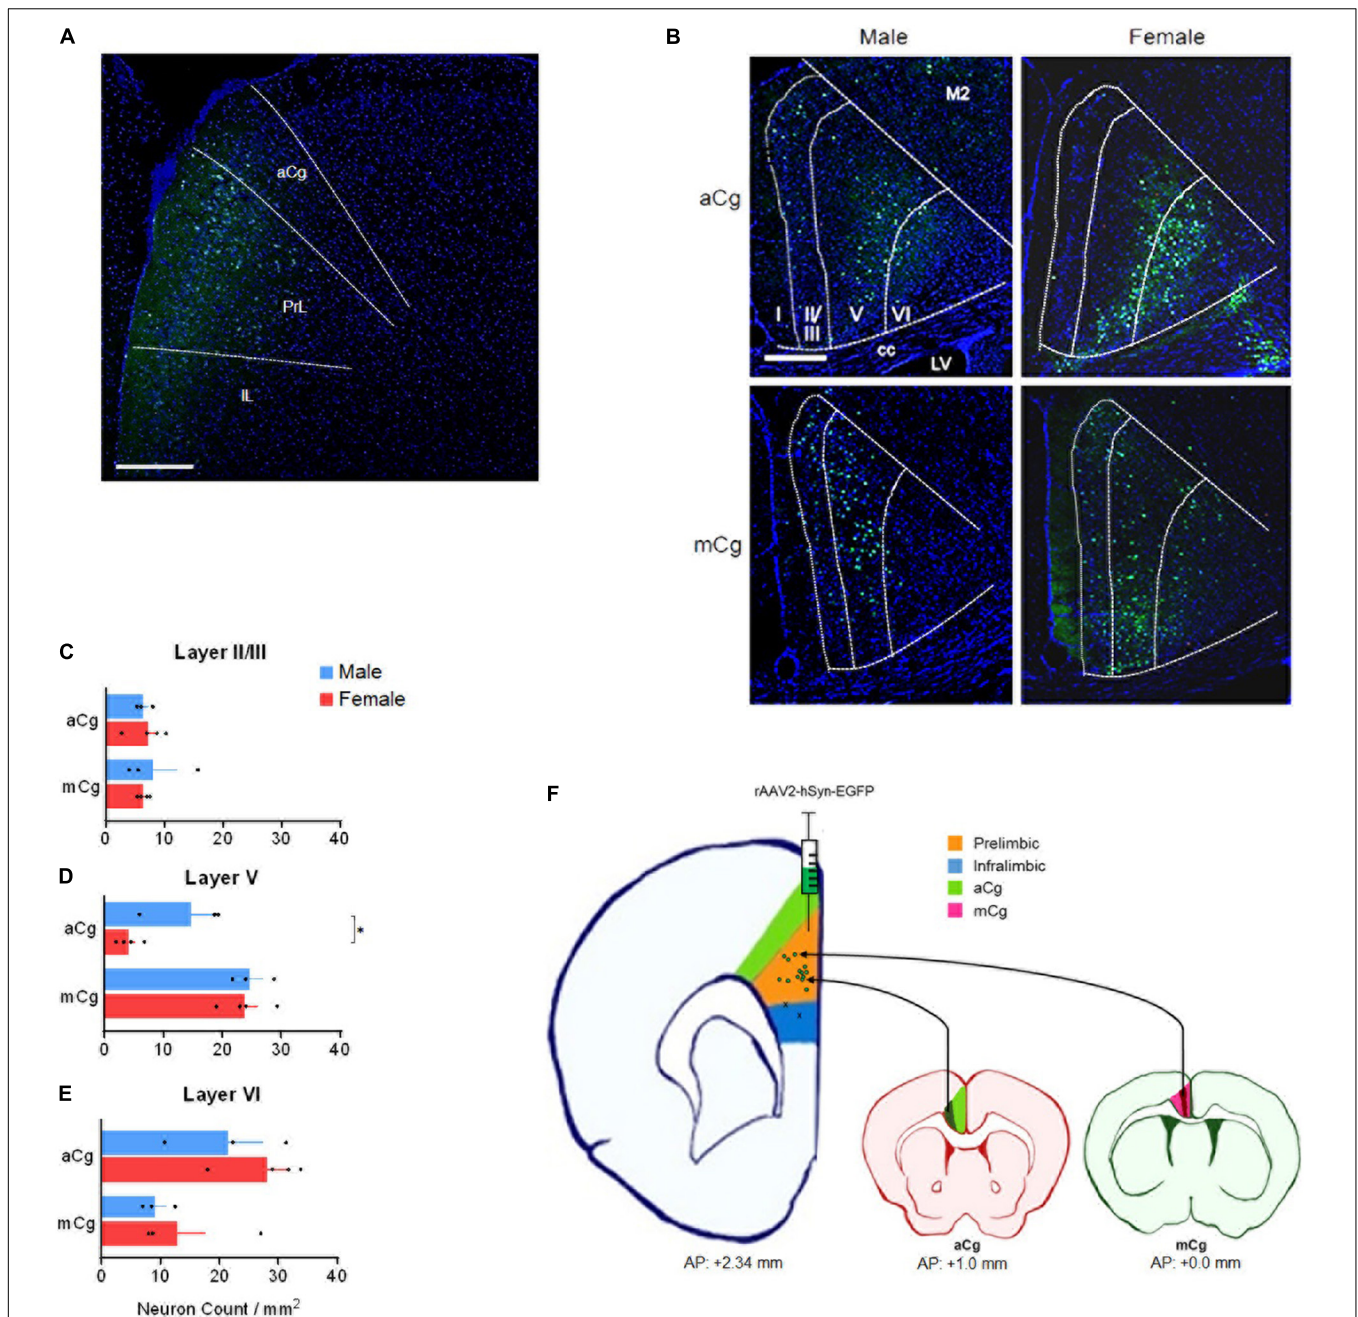 A
aCg
PrL
IL
B
Male
Female
aCg
M2
I
II/
III
V
VI
cc
LV
mCg
C
Layer II/III
Male
Female
aCg
mCg
0 10 20 30 40
D
Layer V
aCg
*
mCg
0 10 20 30 40
E
Layer VI
aCg
mCg
0 10 20 30 40
Neuron Count / mm2
F
rAAV2-hSyn-EGFP
Prelimbic
Infralimbic
aCg
mCg
x
x
AP: +2.34 mm
aCg
AP: +1.0 mm
mCg
AP: +0.0 mm